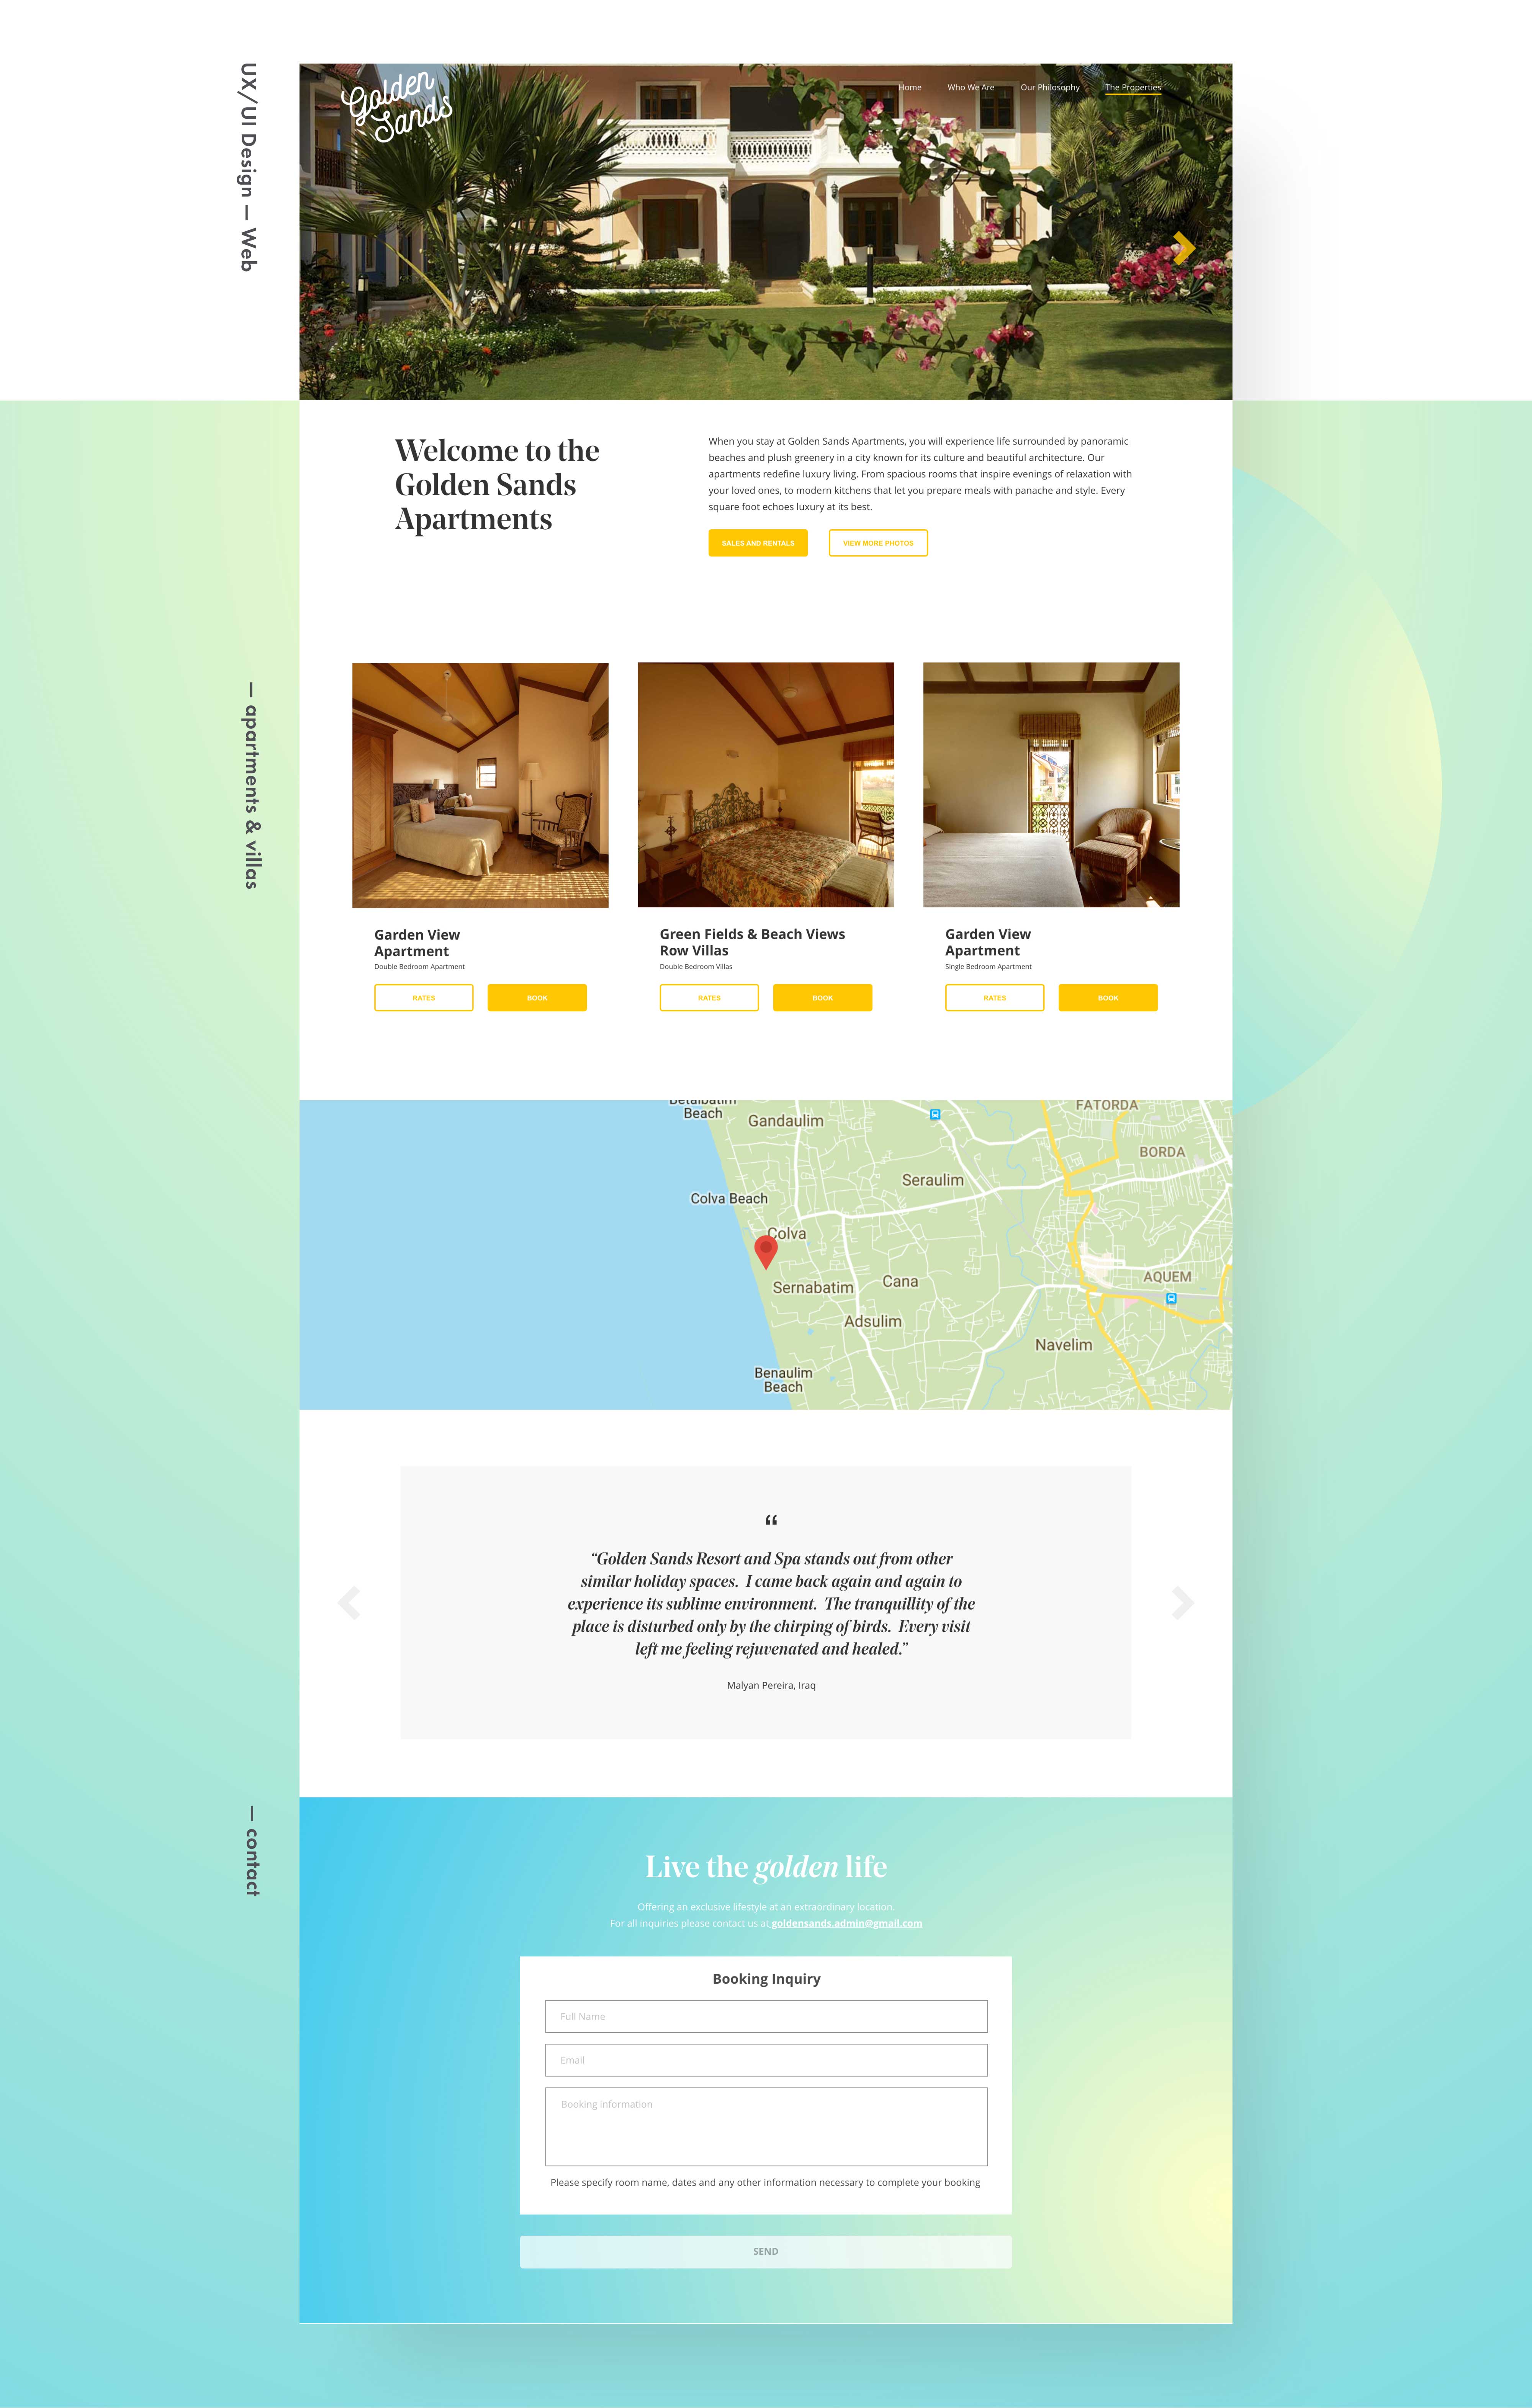 UX/UI Design — Web
Golden
Sands
Home
Who We Are
Our Philosophy
The Properties
Welcome to the
Golden Sands
Apartments
When you stay at Golden Sands Apartments, you will experience life surrounded by panoramic
beaches and plush greenery in a city known for its culture and beautiful architecture. Our
apartments redefine luxury living. From spacious rooms that inspire evenings of relaxation with
your loved ones, to modern kitchens that let you prepare meals with panache and style. Every
square foot echoes luxury at its best.
SALES AND RENTALS
VIEW MORE PHOTOS
— apartments & villas
Garden View
Apartment
Double Bedroom Apartment
RATES
BOOK
Green Fields & Beach Views
Row Villas
Double Bedroom Villas
RATES
BOOK
Garden View
Apartment
Single Bedroom Apartment
RATES
BOOK
Betalbatim
Beach
Gandaulim
FATORDA
BORDA
Seraulim
Colva Beach
Colva
Sernabatim
Cana
AQUEM
Adsulim
Navelim
Benaulim
Beach
“
“Golden Sands Resort and Spa stands out from other
similar holiday spaces. I came back again and again to
experience its sublime environment. The tranquillity of the
place is disturbed only by the chirping of birds. Every visit
left me feeling rejuvenated and healed.”
Malyan Pereira, Iraq
— contact
Live the golden life
Offering an exclusive lifestyle at an extraordinary location.
For all inquiries please contact us at goldensands.admin@gmail.com
Booking Inquiry
Full Name
Email
Booking information
Please specify room name, dates and any other information necessary to complete your booking
SEND